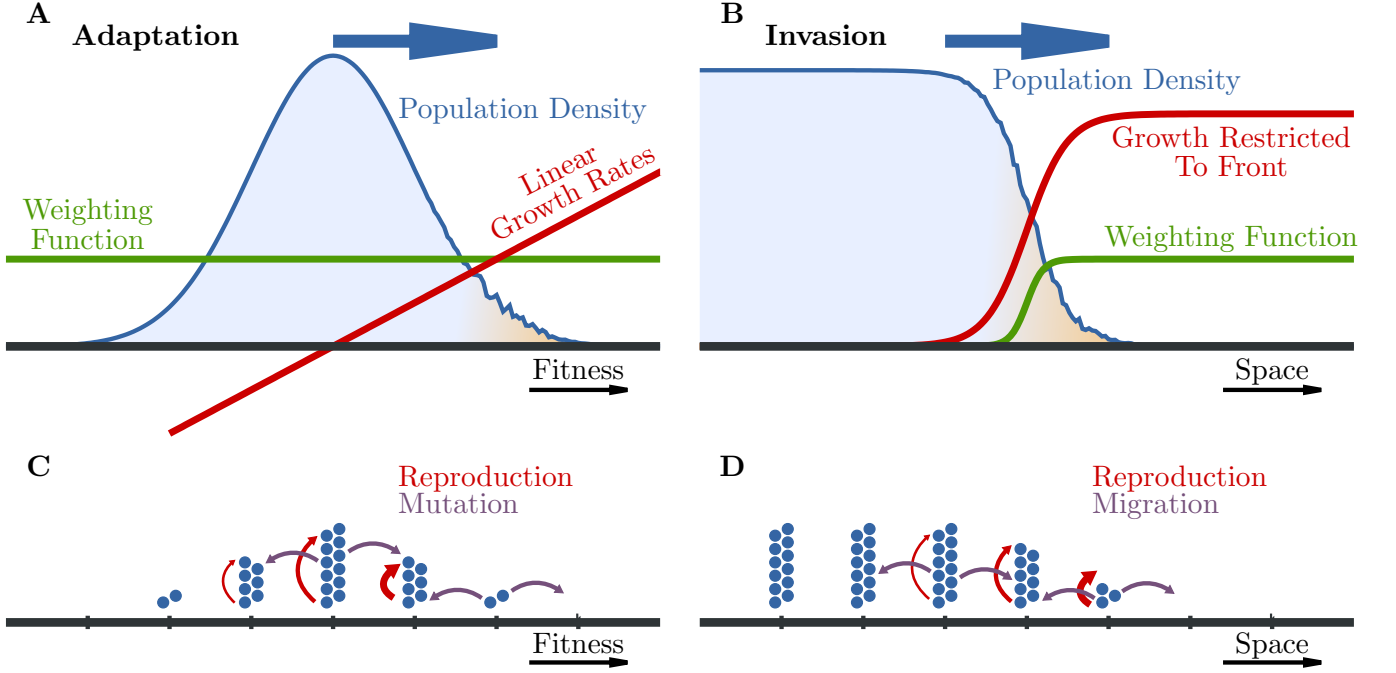 A
Adaptation
Population Density
Linear
Growth Rates
Weighting
Function
Fitness
B
Invasion
Population Density
Growth Restricted
To Front
Weighting Function
Space
C
Reproduction
Mutation
Fitness
D
Reproduction
Migration
Space